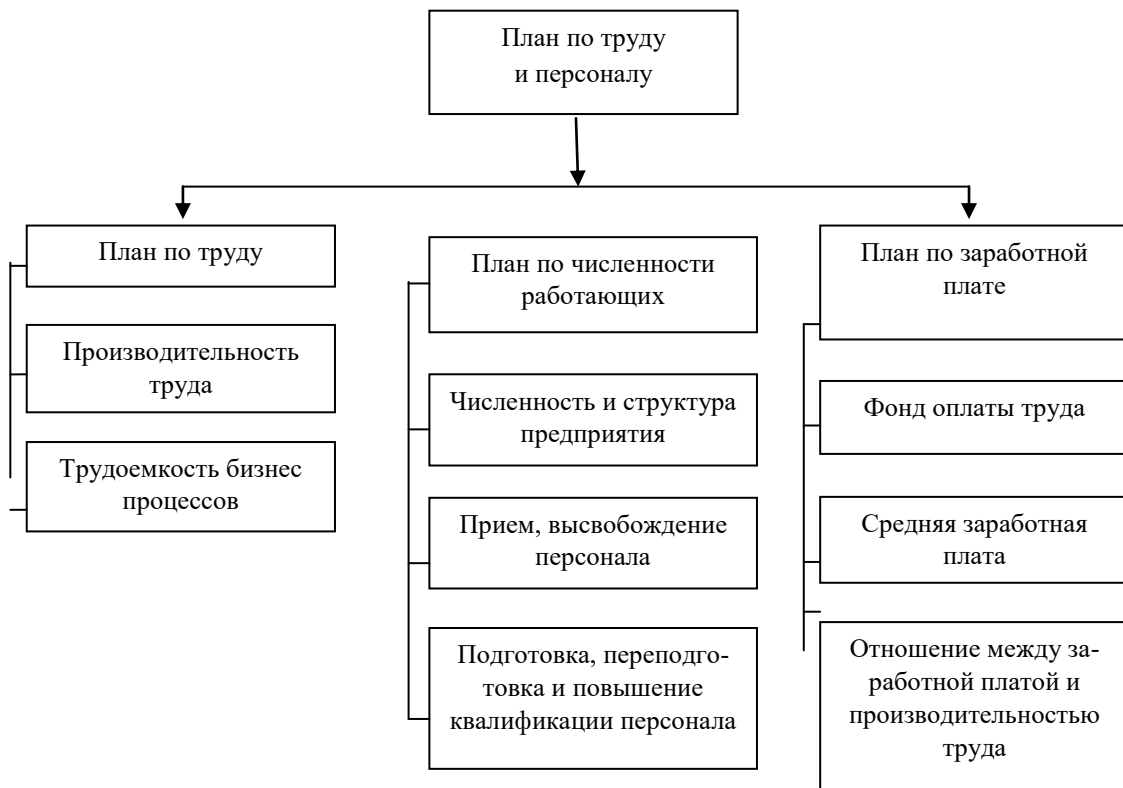 План по труду
и персоналу
План по труду
Производительность
труда
Трудоемкость бизнес
процессов
План по численности
работающих
Численность и структура
предприятия
Прием, высвобождение
персонала
Подготовка, переподго-
товка и повышение
квалификации персонала
План по заработной
плате
Фонд оплаты труда
Средняя заработная
плата
Отношение между за-
работной платой и
производительностью
труда